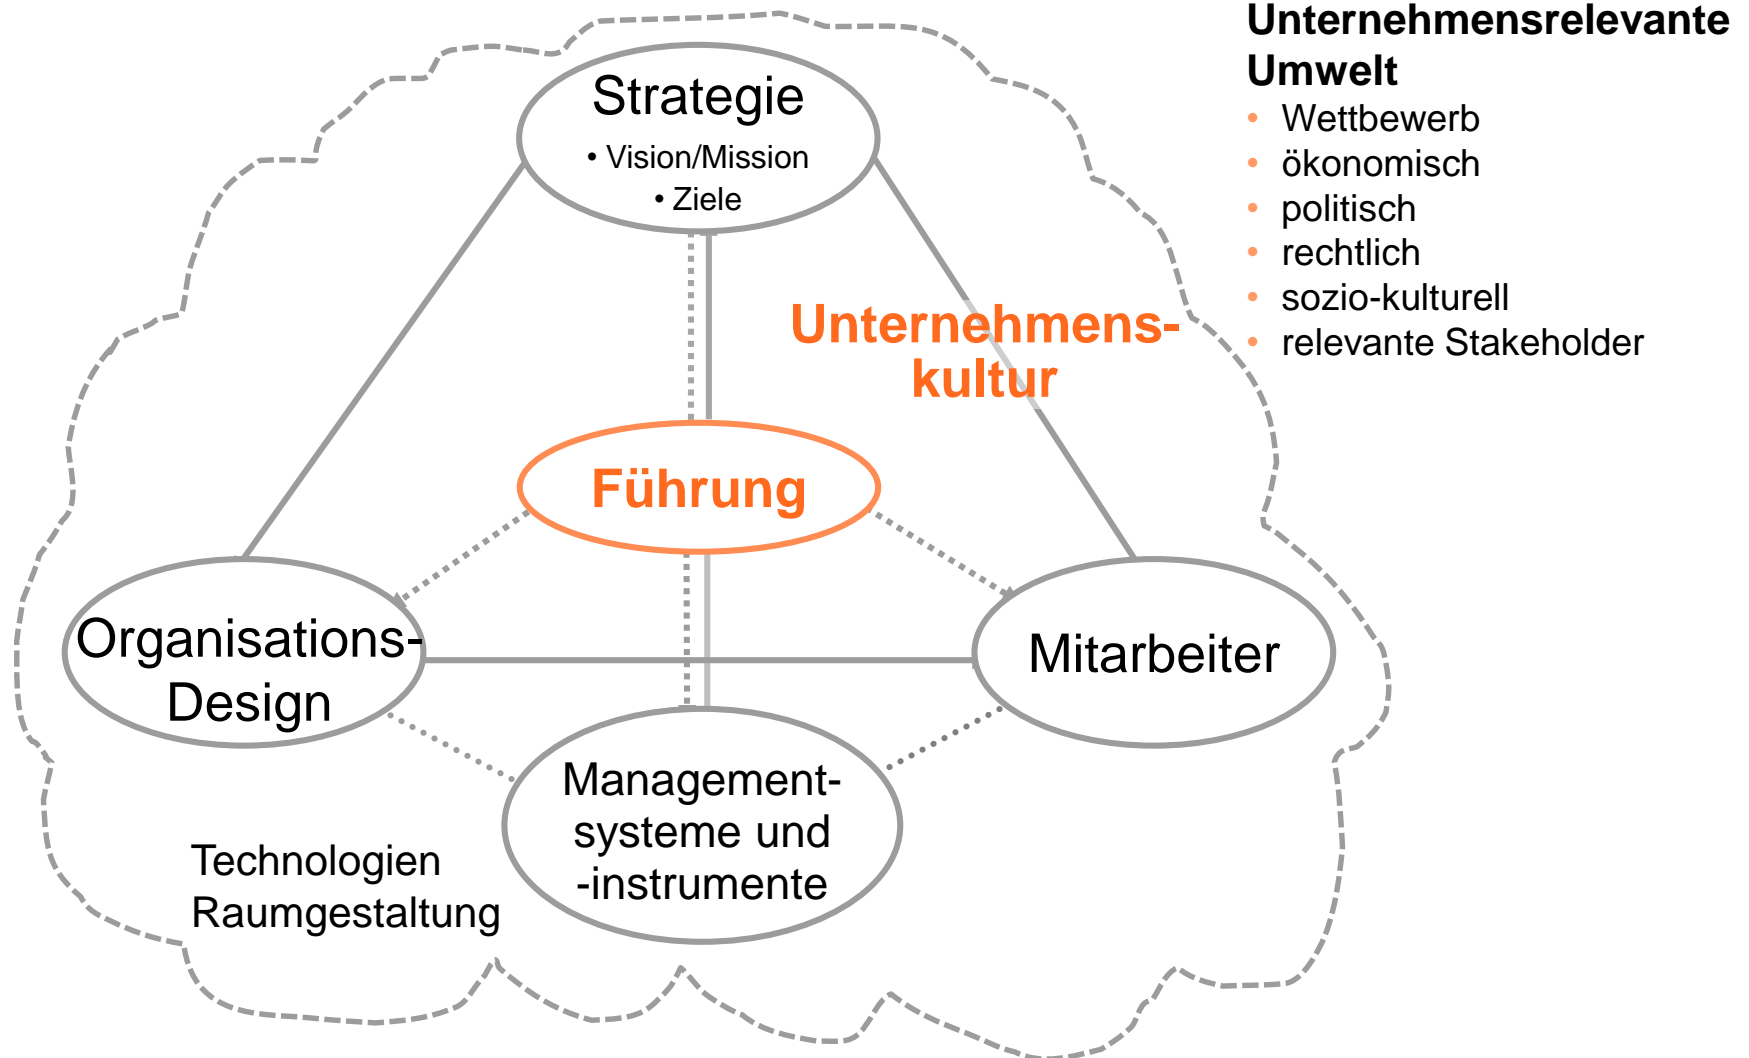 Unternehmensrelevante
Umwelt
• Wettbewerb
• ökonomisch
• politisch
• rechtlich
• sozio-kulturell
• relevante Stakeholder
Strategie
• Vision/Mission
• Ziele
Unternehmens-
kultur
Führung
Organisations-
Design
Mitarbeiter
Management-
systeme und
-instrumente
Technologien
Raumgestaltung